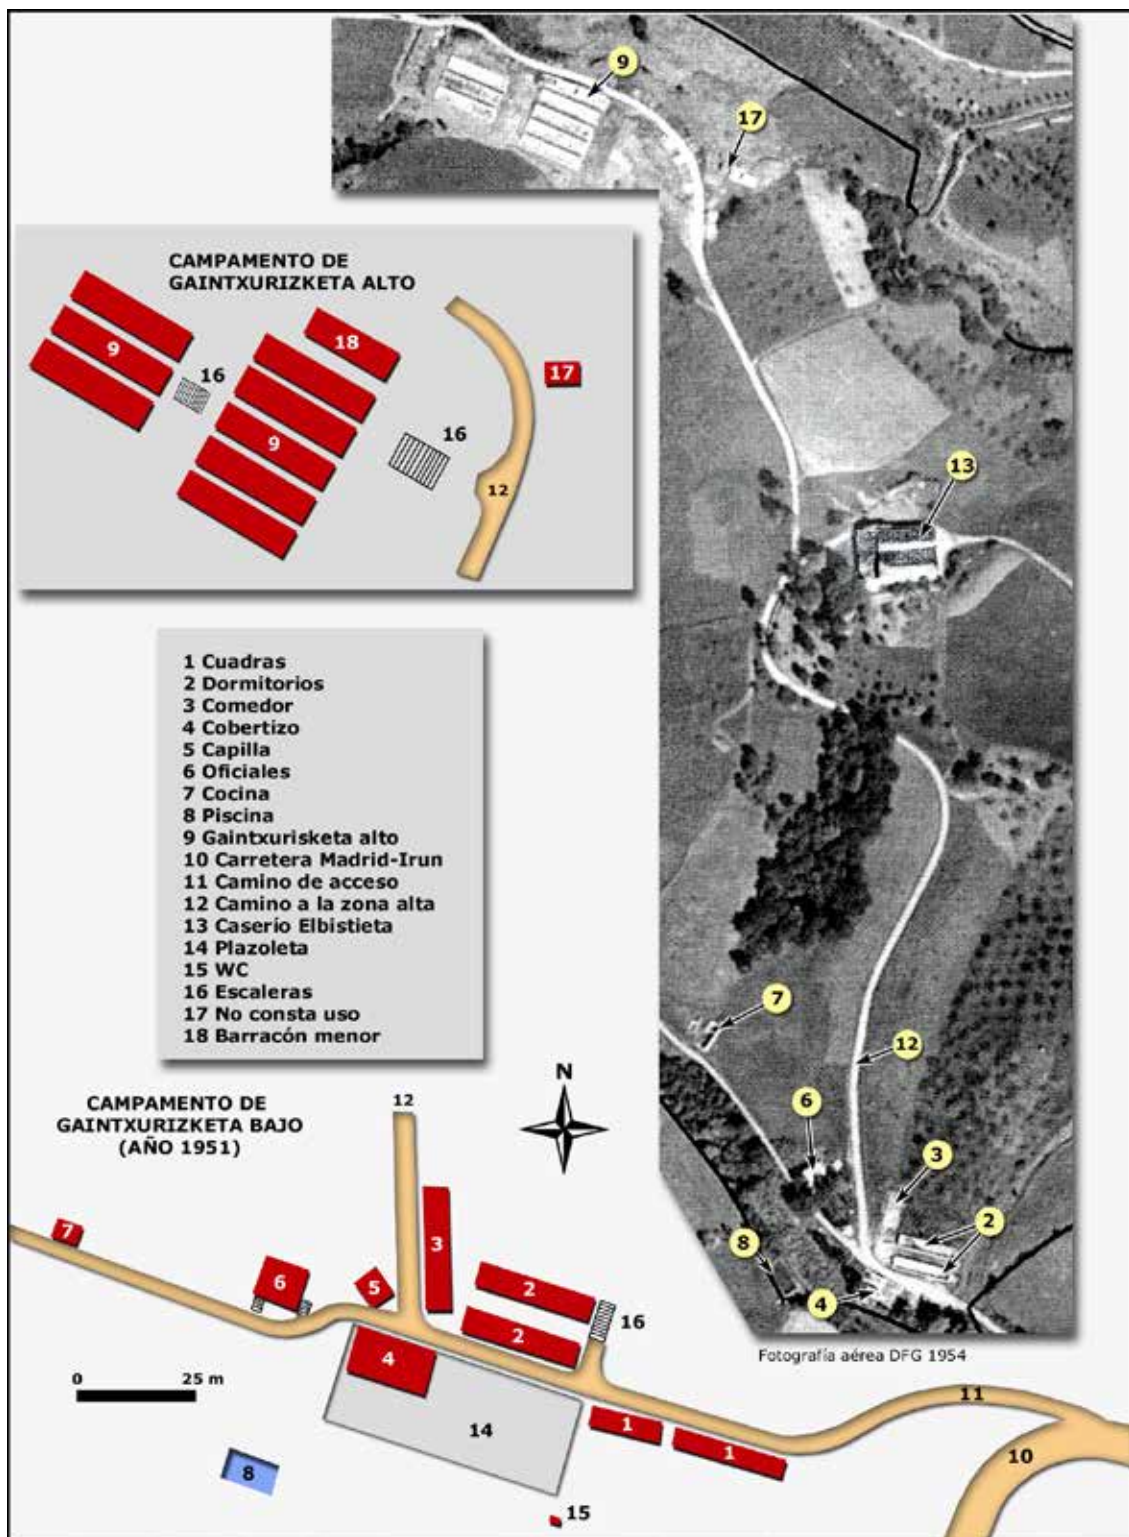 9
17
CAMPAMENTO DE
GAINTXURIZKETA ALTO
18
9
16
17
16
9
12
13
1 Cuadras
2 Dormitorios
3 Comedor
4 Cobertizo
5 Capilla
6 Oficiales
7 Cocina
8 Piscina
9 Gaintxurisketa alto
10 Carretera Madrid-Irun
11 Camino de acceso
12 Camino a la zona alta
13 Caserío Elbistieta
14 Plazoleta
15 WC
16 Escaleras
17 No consta uso
18 Barracón menor
7
12
6
3
2
8
4
Fotografía aérea DFG 1954
CAMPAMENTO DE
GAINTXURIZKETA BAJO
(AÑO 1951)
N
12
7
6
5
3
2
2
16
4
0 25 m
14
1
1
11
10
8
15